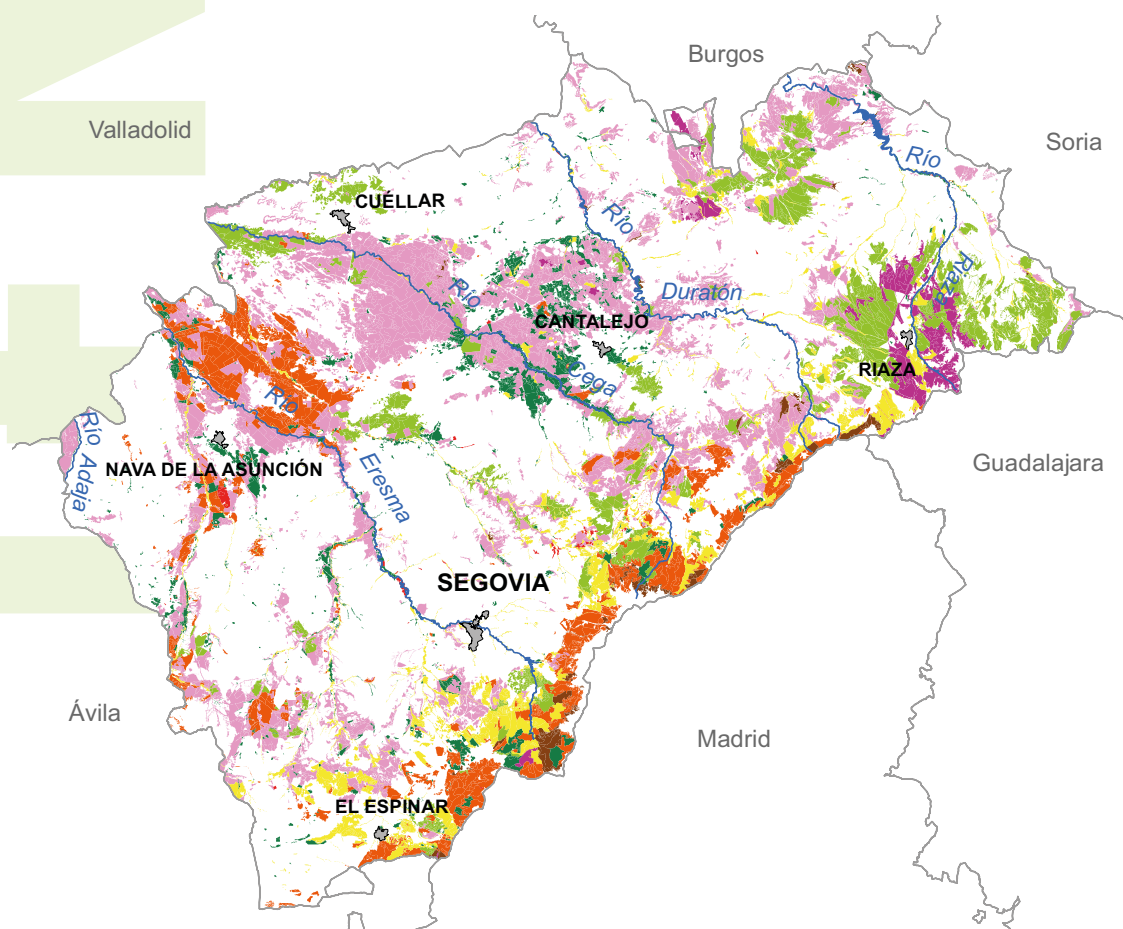 Burgos
Valladolid
Soria
Río
CUÉLLAR
Río
Riaza
Río
Duratón
CANTALEJO
RIAZA
Cega
Río
Río Adaja
NAVA DE LA ASUNCIÓN
Eresma
Guadalajara
SEGOVIA
Ávila
Madrid
EL ESPINAR